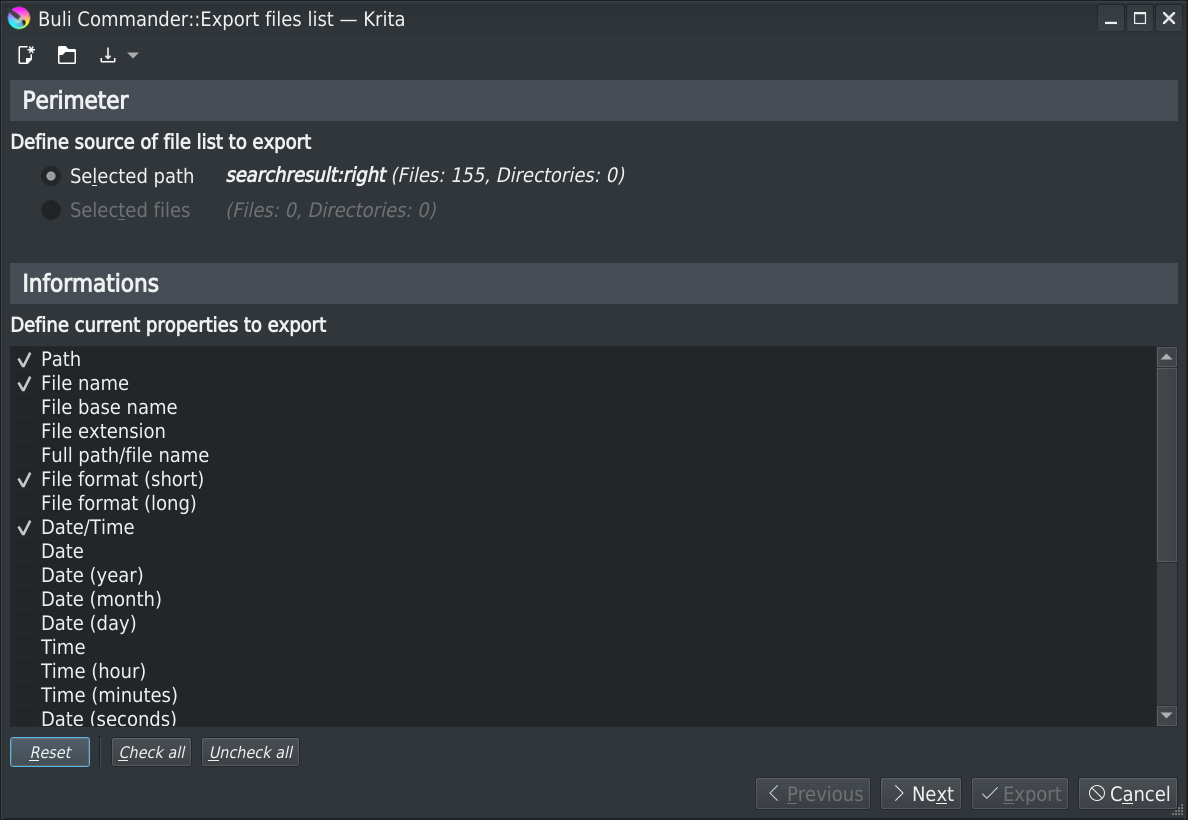 Buli Commander::Export files list — Krita
Perimeter
Define source of file list to export
Selected path searchresult:right (Files: 155, Directories: 0)
Selected files (Files: 0, Directories: 0)
Informations
Define current properties to export
Path
File name
File base name
File extension
Full path/file name
File format (short)
File format (long)
Date/Time
Date
Date (year)
Date (month)
Date (day)
Time
Time (hour)
Time (minutes)
Date (seconds)
Reset Check all Uncheck all
Previous Next Export Cancel